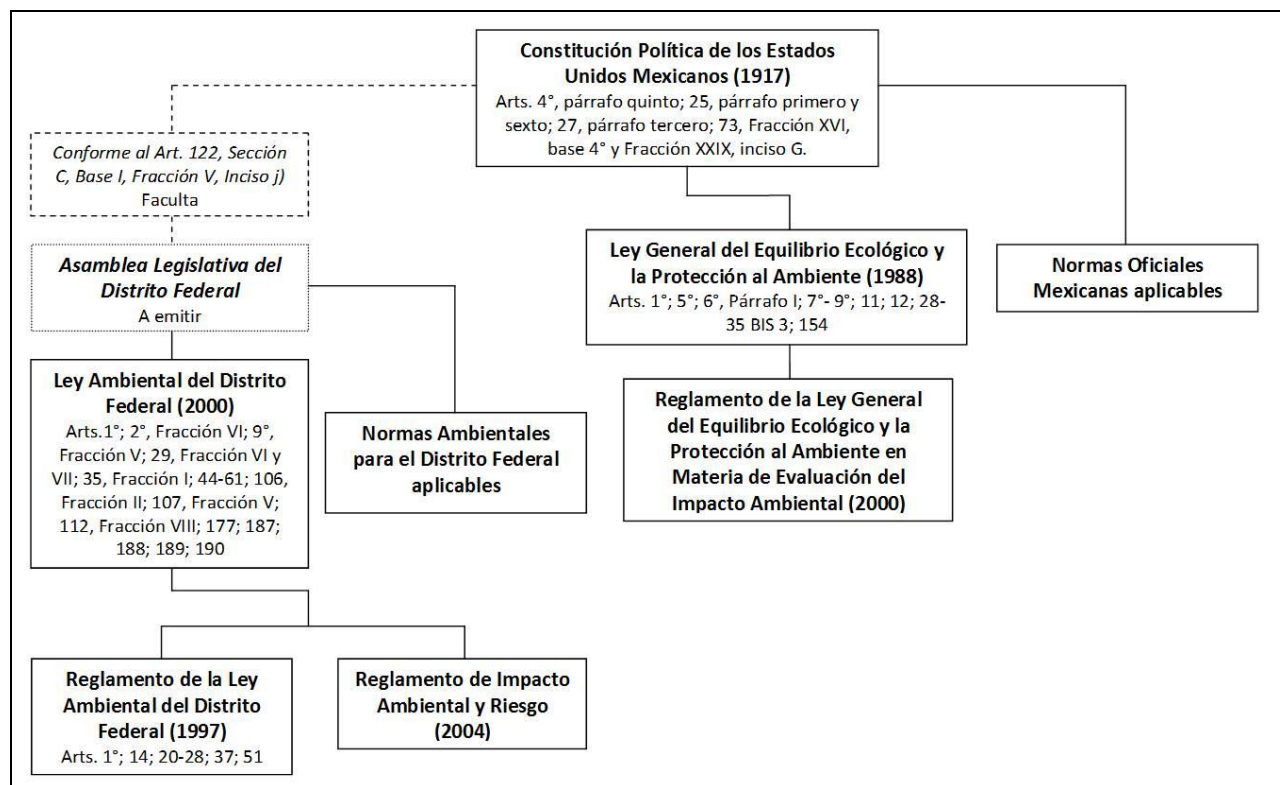 Constitución Política de los Estados
Unidos Mexicanos (1917)
Arts. 4°, párrafo quinto; 25, párrafo primero y
sexto; 27, párrafo tercero; 73, Fracción XVI,
base 4° y Fracción XXIX, inciso G.
Conforme al Art. 122, Sección
C, Base I, Fracción V, Inciso j)
Faculta
Asamblea Legislativa del
Distrito Federal
A emitir
Ley General del Equilibrio Ecológico y
la Protección al Ambiente (1988)
Arts. 1°; 5°; 6°, Párrafo I; 7°- 9°; 11; 12; 28-
35 BIS 3; 154
Normas Oficiales
Mexicanas aplicables
Ley Ambiental del Distrito
Federal (2000)
Arts.1°; 2°, Fracción VI; 9°,
Fracción V; 29, Fracción VI y
VII; 35, Fracción I; 44-61; 106,
Fracción II; 107, Fracción V;
112, Fracción VIII; 177; 187;
188; 189; 190
Normas Ambientales
para el Distrito Federal
aplicables
Reglamento de la Ley General
del Equilibrio Ecológico y la
Protección al Ambiente en
Materia de Evaluación del
Impacto Ambiental (2000)
Reglamento de la Ley
Ambiental del Distrito
Federal (1997)
Arts. 1°; 14; 20-28; 37; 51
Reglamento de Impacto
Ambiental y Riesgo
(2004)